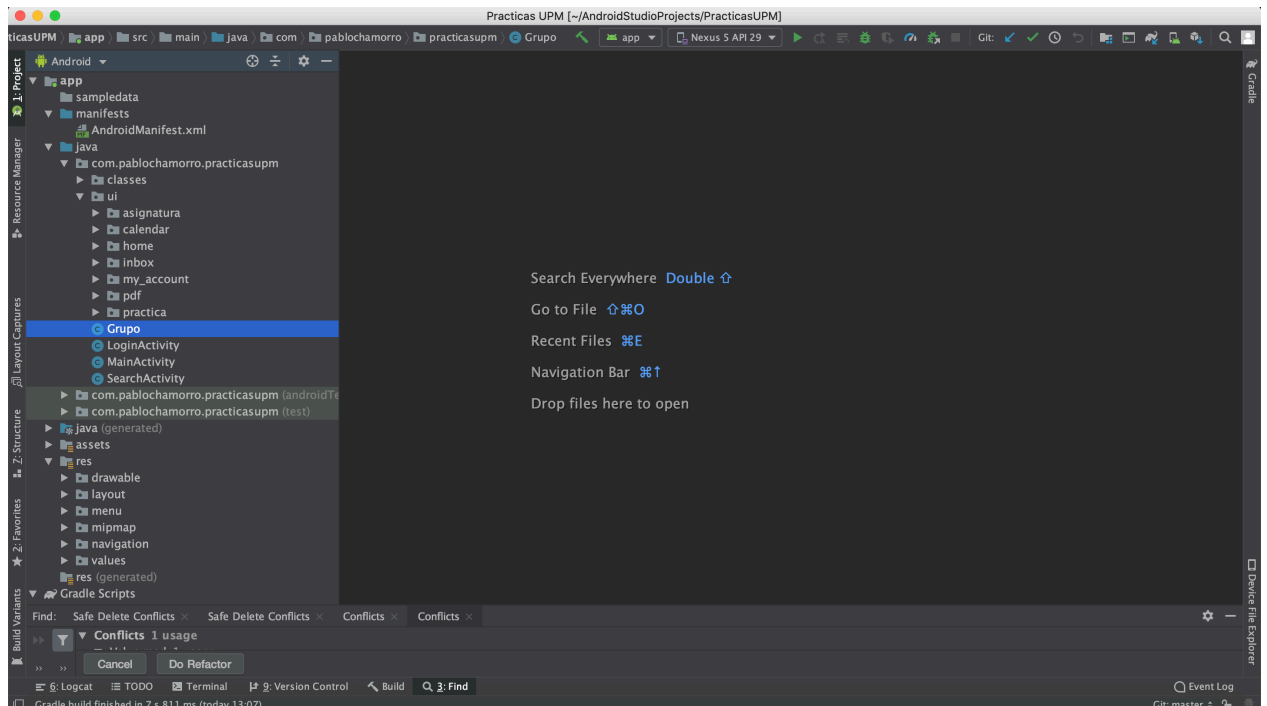 Practicas UPM [~/AndroidStudioProjects/PracticasUPM]
ticasUPM app src main java com pablochamorro practicasupm Grupo app Nexus 5 API 29 Git:
Android
app
sampledata
manifests
AndroidManifest.xml
java
com.pablochamorro.practicasupm
classes
ui
asignatura
calendar
home
inbox
my_account
pdf
practica
Grupo
LoginActivity
MainActivity
SearchActivity
com.pablochamorro.practicasupm (androidTe
com.pablochamorro.practicasupm (test)
java (generated)
assets
res
drawable
layout
menu
mipmap
navigation
values
res (generated)
Gradle Scripts
1: Project
Resource Manager
Layout Captures
Z: Structure
2: Favorites
Build Variants
Search Everywhere Double ⇧
Go to File ⇧⌘O
Recent Files ⌘E
Navigation Bar ⌘↑
Drop files here to open
Gradle
Device File Explorer
Find: Safe Delete Conflicts × Safe Delete Conflicts × Conflicts × Conflicts ×
Conflicts 1 usage
Cancel Do Refactor
6: Logcat TODO Terminal 9: Version Control Build 3: Find Event Log
Gradle build finished in 7 s 811 ms (today 13:07) Git: master